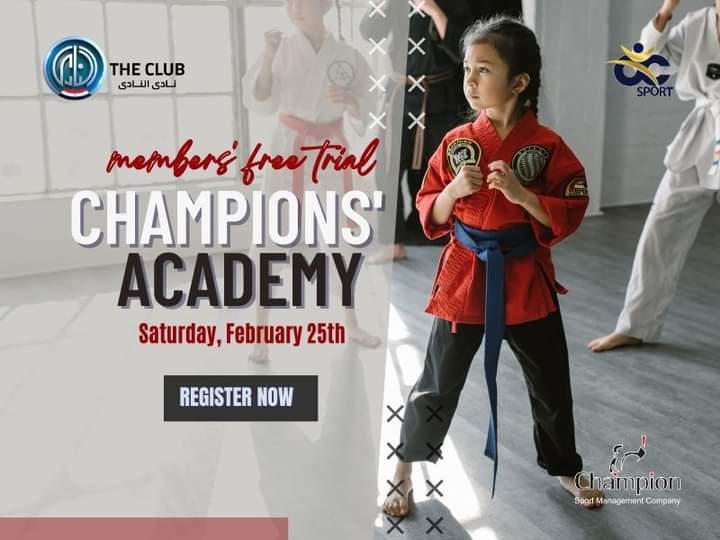 THE CLUB
نادي النادي
SPORT
members' free trial
CHAMPIONS'
ACADEMY
Saturday, February 25th
REGISTER NOW
Champion
Sport Management Company